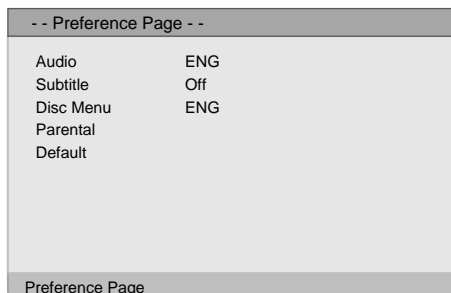 - - Preference Page - -
Audio ENG
Subtitle Off
Disc Menu ENG
Parental
Default
Preference Page